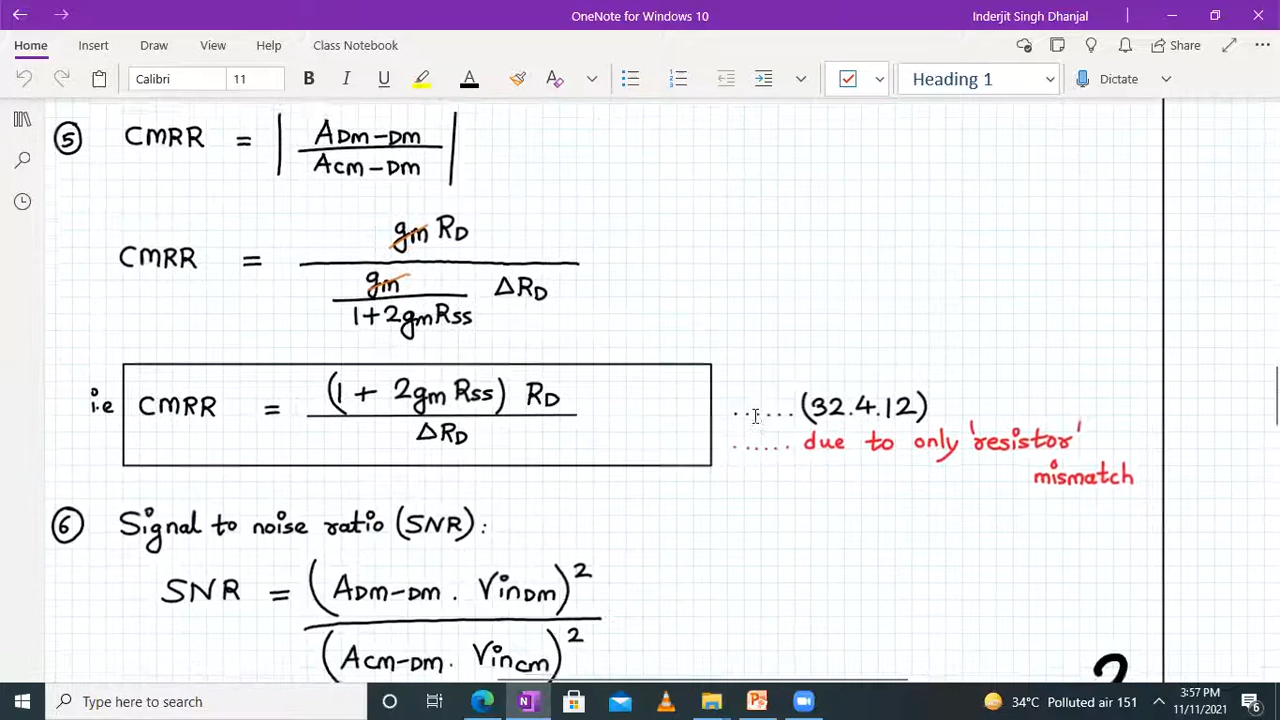 OneNote for Windows 10
Inderjit Singh Dhanjal
Home Insert Draw View Help Class Notebook
Share
Calibri 11 B I U A Heading 1 Dictate
5 CMRR = | ADM-DM / ACM-DM |
CMRR = gm RD / (gm / 1+2gmRss) ΔRD
i.e CMRR = (1 + 2gm Rss) RD / ΔRD ...... (32.4.12)
...... due to only 'resistor'
mismatch
6 Signal to noise ratio (SNR):
SNR = (ADM-DM . VinDM)² / (ACM-DM . VinCM)²
Type here to search
34°C Polluted air 151
3:57 PM
11/11/2021
6